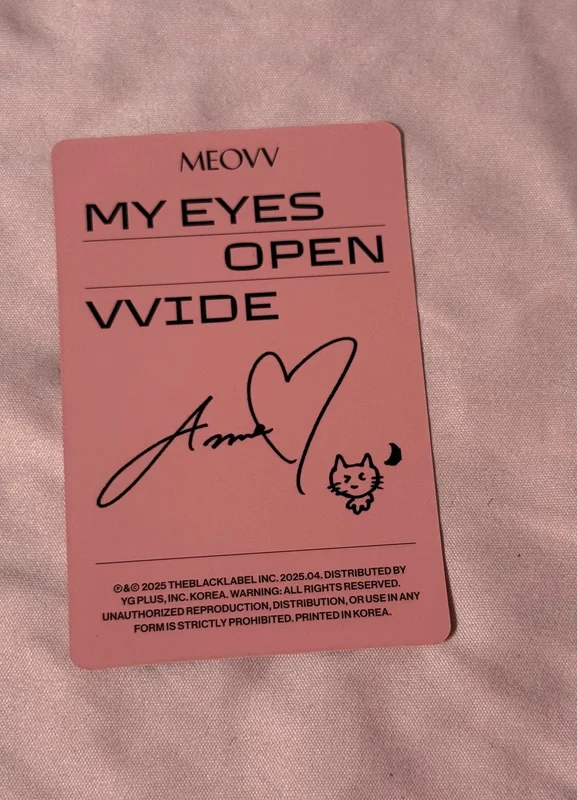 MEOVV
MY EYES
OPEN
VVIDE
Anna
℗&© 2025 THEBLACKLABEL INC. 2025.04. DISTRIBUTED BY
YG PLUS, INC. KOREA. WARNING: ALL RIGHTS RESERVED.
UNAUTHORIZED REPRODUCTION, DISTRIBUTION, OR USE IN ANY
FORM IS STRICTLY PROHIBITED. PRINTED IN KOREA.